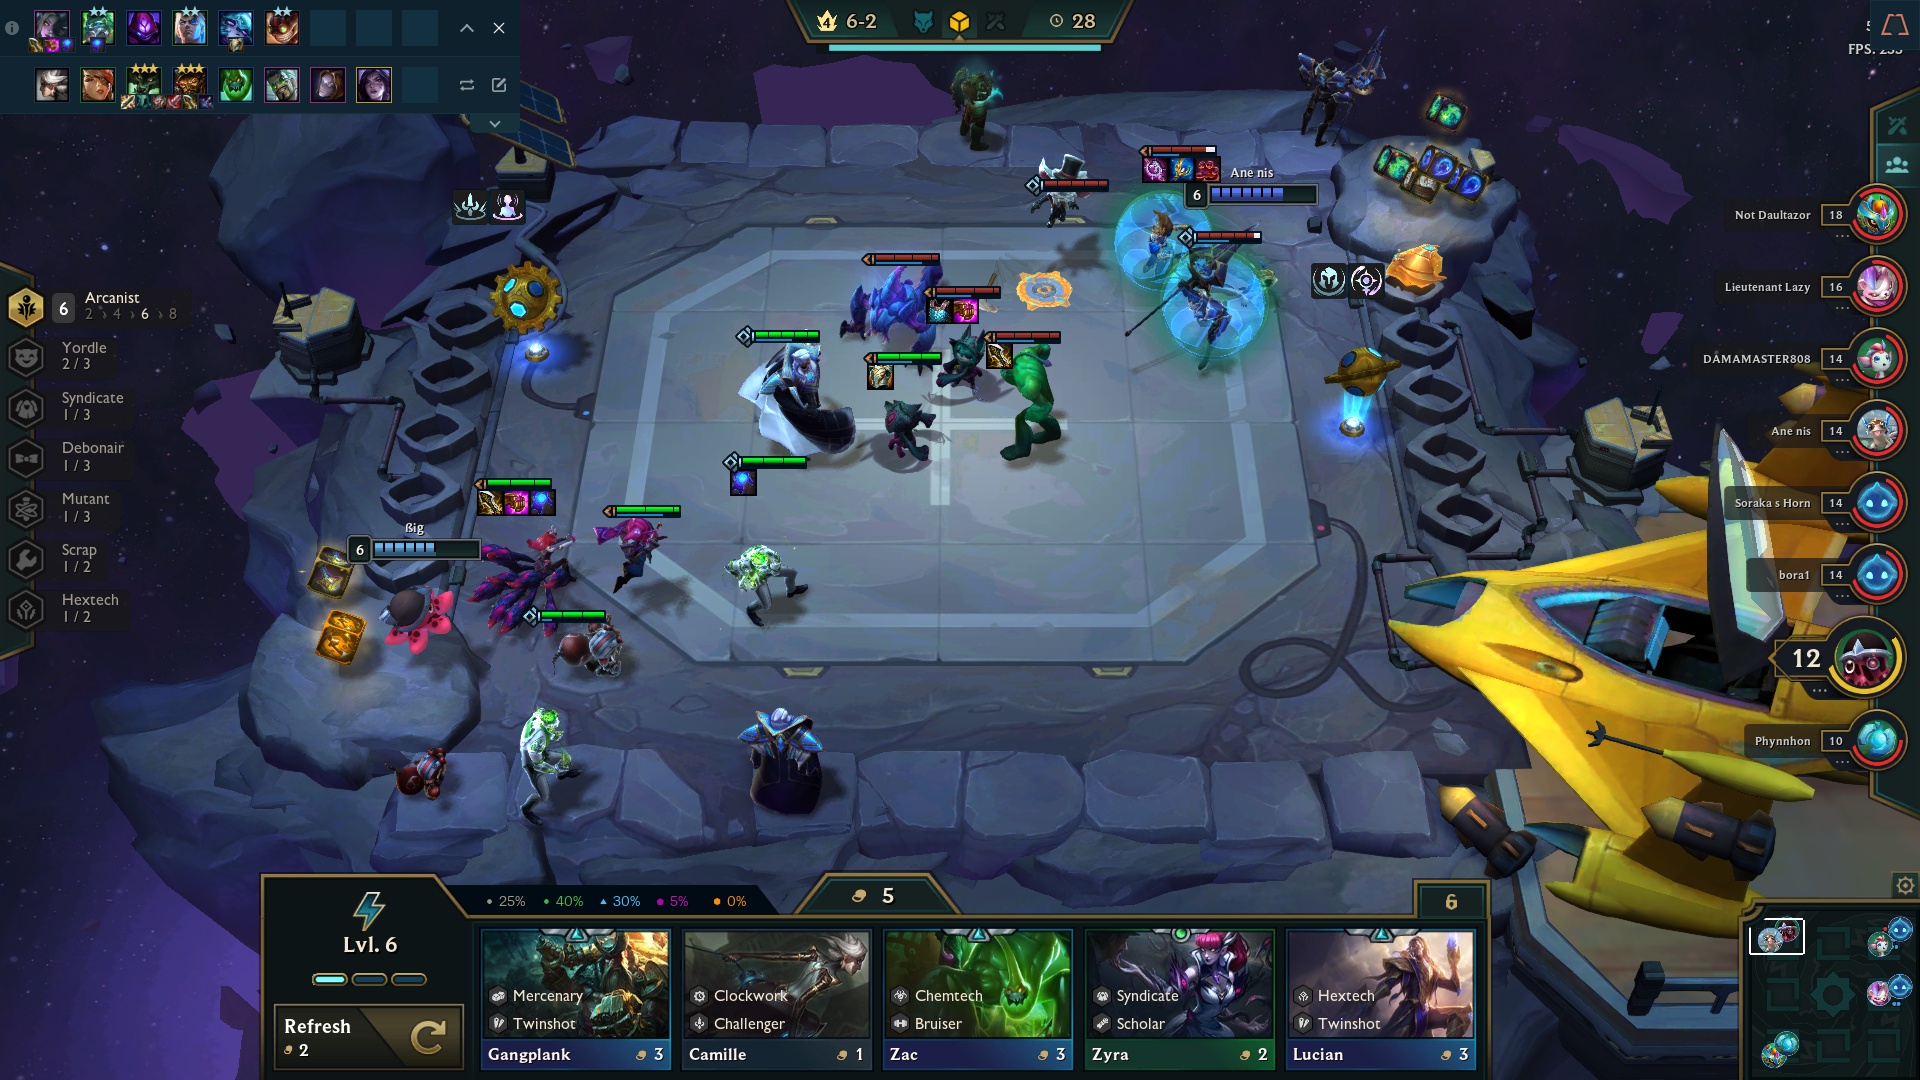 6-2
28
FPS: 255
Ane nis
6
Not Daultazor 18
Lieutenant Lazy 16
DAMAMASTER808 14
Ane nis 14
Soraka s Horn 14
bora1 14
12
Phynnhon 10
6 Arcanist
2 › 4 › 6 › 8
Yordle
2 / 3
Syndicate
1 / 3
Debonair
1 / 3
Mutant
1 / 3
Scrap
1 / 2
Hextech
1 / 2
ßig
6
25% 40% 30% 5% 0%
5
6
Lvl. 6
Refresh
2
Mercenary
Twinshot
Gangplank 3
Clockwork
Challenger
Camille 1
Chemtech
Bruiser
Zac 3
Syndicate
Scholar
Zyra 2
Hextech
Twinshot
Lucian 3